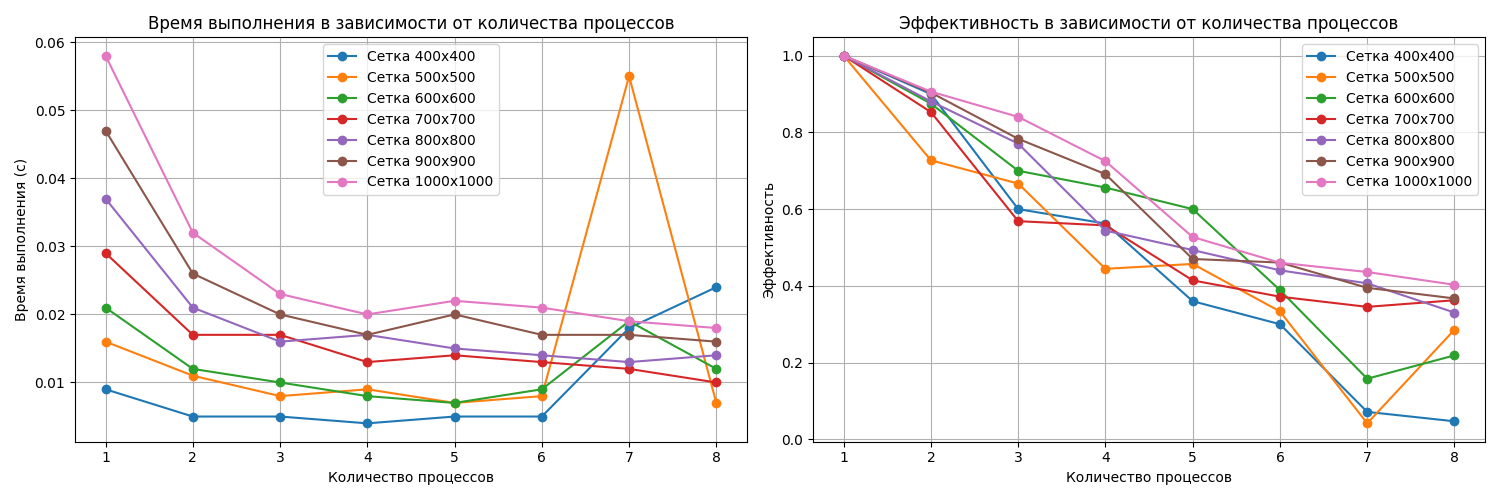 Время выполнения в зависимости от количества процессов
0.06
0.05
0.04
0.03
0.02
0.01
Время выполнения (с)
Сетка 400x400
Сетка 500x500
Сетка 600x600
Сетка 700x700
Сетка 800x800
Сетка 900x900
Сетка 1000x1000
1 2 3 4 5 6 7 8
Количество процессов
Эффективность в зависимости от количества процессов
1.0
0.8
0.6
0.4
0.2
0.0
Эффективность
Сетка 400x400
Сетка 500x500
Сетка 600x600
Сетка 700x700
Сетка 800x800
Сетка 900x900
Сетка 1000x1000
1 2 3 4 5 6 7 8
Количество процессов